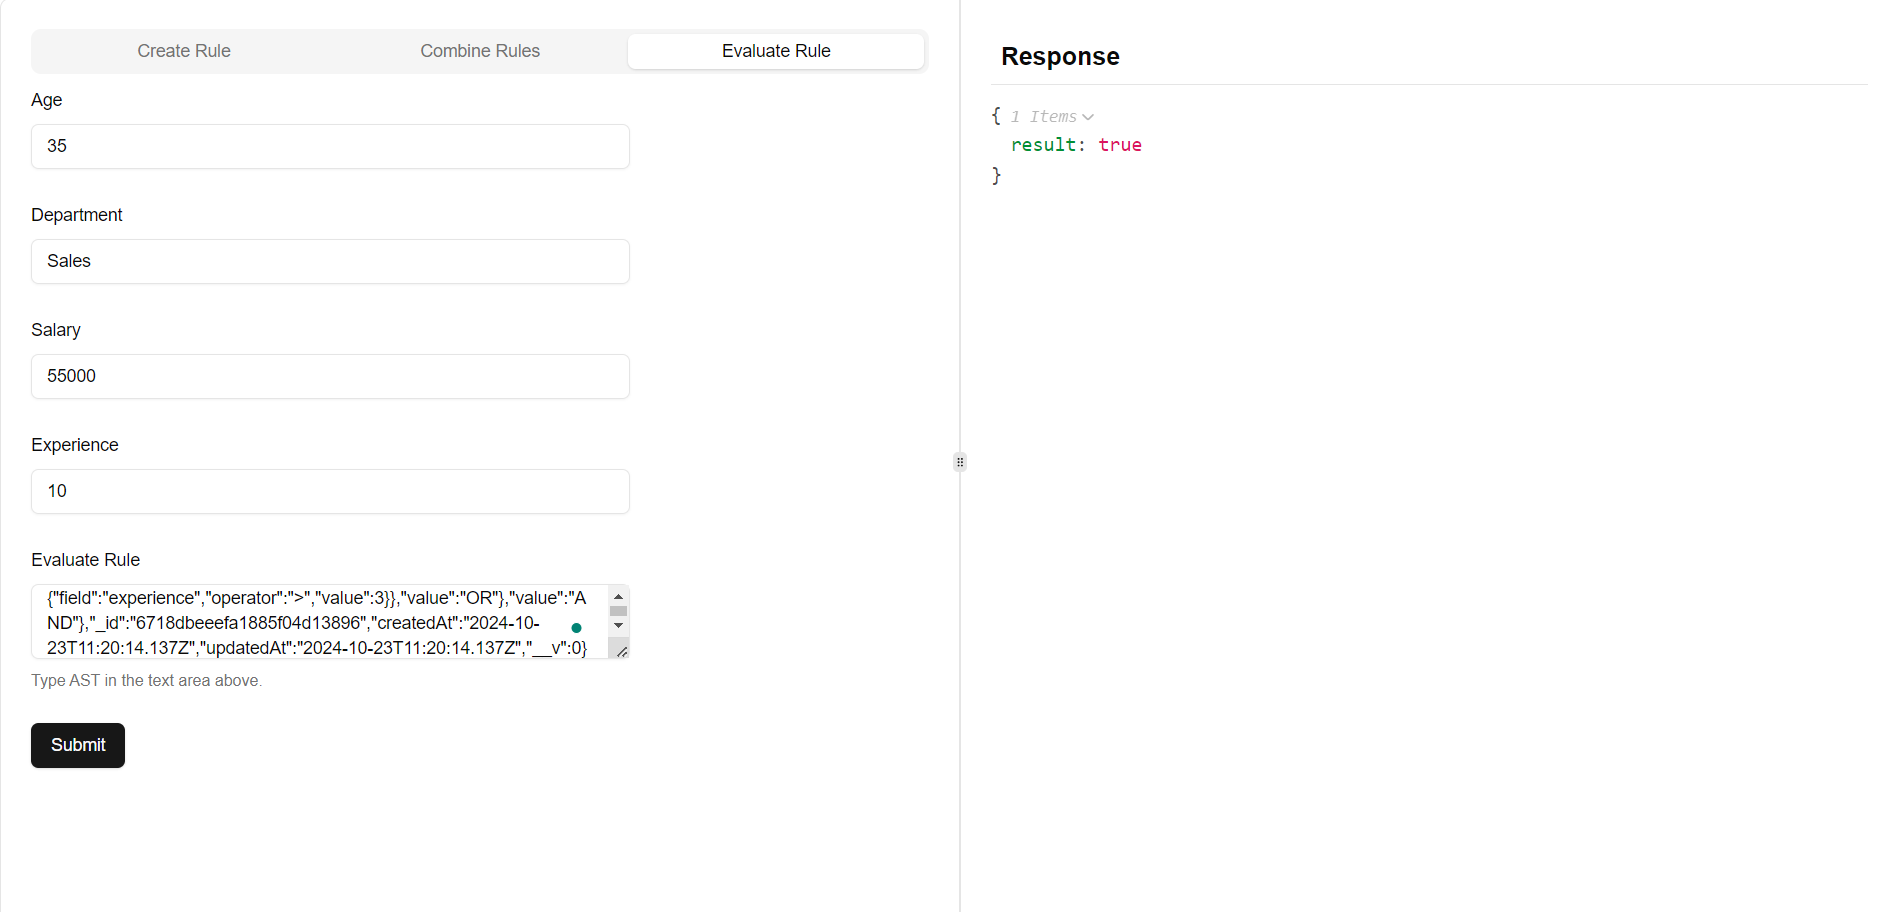 Create Rule Combine Rules Evaluate Rule
Age
35
Department
Sales
Salary
55000
Experience
10
Evaluate Rule
{"field":"experience","operator":">","value":3}},"value":"OR"},"value":"A
ND"},"_id":"6718dbeeefa1885f04d13896","createdAt":"2024-10-
23T11:20:14.137Z","updatedAt":"2024-10-23T11:20:14.137Z","__v":0}
Type AST in the text area above.
Submit
Response
{ 1 Items
result: true
}